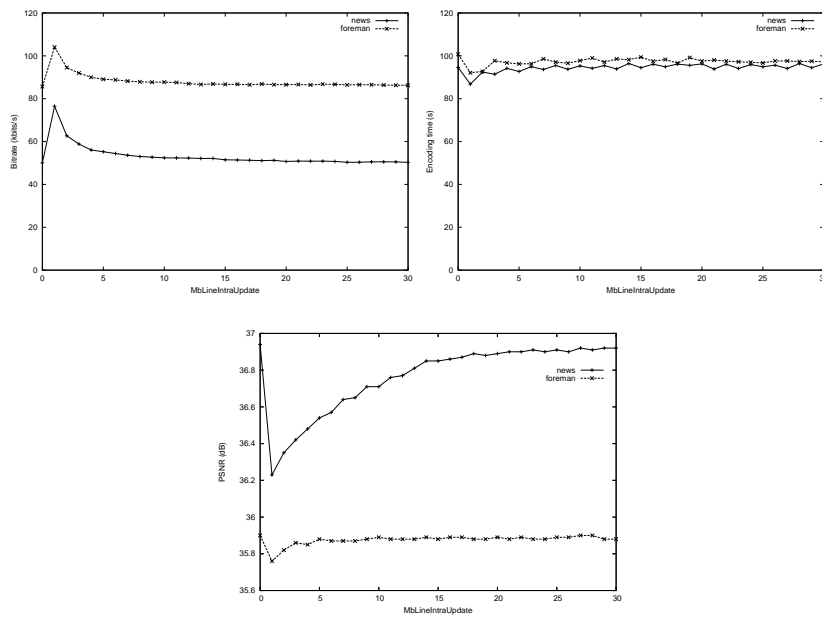 120
100
80
60
40
20
0
0 5 10 15 20 25 30
Bitrate (kbits/s)
MbLineIntraUpdate
news
foreman
120
100
80
60
40
20
0
0 5 10 15 20 25 3
Encoding time (s)
MbLineIntraUpdate
news
foreman
37
36.8
36.6
36.4
36.2
36
35.8
35.6
0 5 10 15 20 25 30
PSNR (dB)
MbLineIntraUpdate
news
foreman